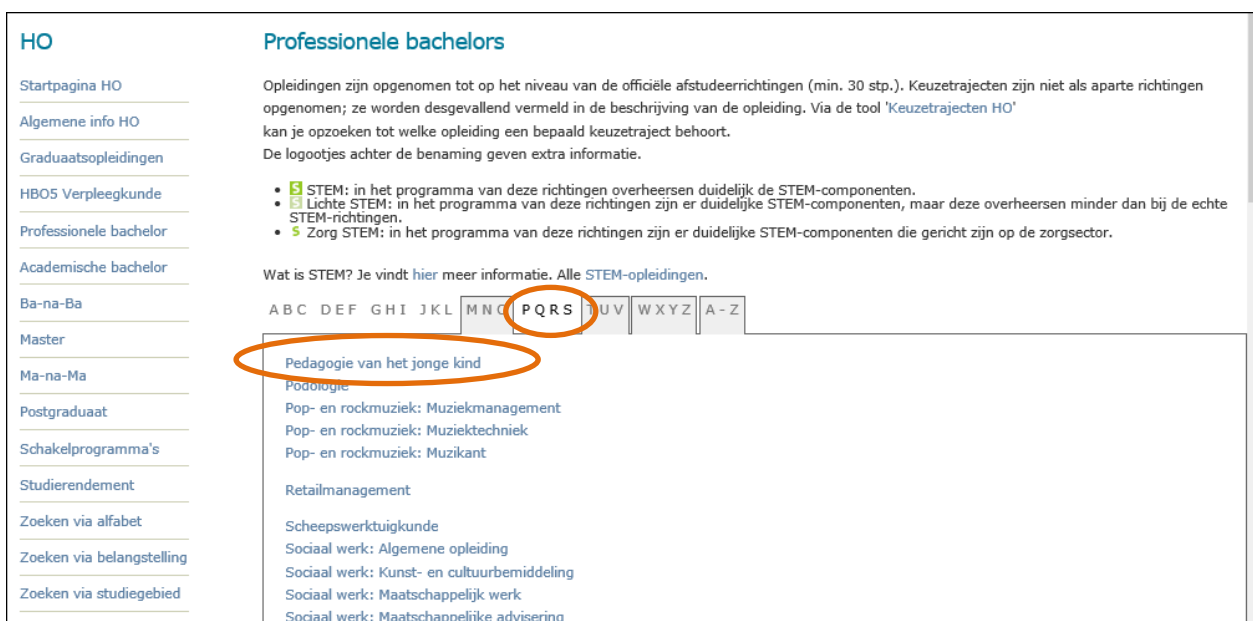 HO
Startpagina HO
Algemene info HO
Graduaatsopleidingen
HBO5 Verpleegkunde
Professionele bachelor
Academische bachelor
Ba-na-Ba
Master
Ma-na-Ma
Postgraduaat
Schakelprogramma's
Studierendement
Zoeken via alfabet
Zoeken via belangstelling
Zoeken via studiegebied
Professionele bachelors
Opleidingen zijn opgenomen tot op het niveau van de officiële afstudeerrichtingen (min. 30 stp.). Keuzetrajecten zijn niet als aparte richtingen
opgenomen; ze worden desgevallend vermeld in de beschrijving van de opleiding. Via de tool 'Keuzetrajecten HO'
kan je opzoeken tot welke opleiding een bepaald keuzetraject behoort.
De logootjes achter de benaming geven extra informatie.
• S STEM: in het programma van deze richtingen overheersen duidelijk de STEM-componenten.
• S Lichte STEM: in het programma van deze richtingen zijn er duidelijke STEM-componenten, maar deze overheersen minder dan bij de echte
STEM-richtingen.
• S Zorg STEM: in het programma van deze richtingen zijn er duidelijke STEM-componenten die gericht zijn op de zorgsector.
Wat is STEM? Je vindt hier meer informatie. Alle STEM-opleidingen.
ABC DEF GHI JKL MNO PQRS TUV WXYZ A-Z
Pedagogie van het jonge kind
Podologie
Pop- en rockmuziek: Muziekmanagement
Pop- en rockmuziek: Muziektechniek
Pop- en rockmuziek: Muzikant
Retailmanagement
Scheepswerktuigkunde
Sociaal werk: Algemene opleiding
Sociaal werk: Kunst- en cultuurbemiddeling
Sociaal werk: Maatschappelijk werk
Sociaal werk: Maatschappelijke advisering